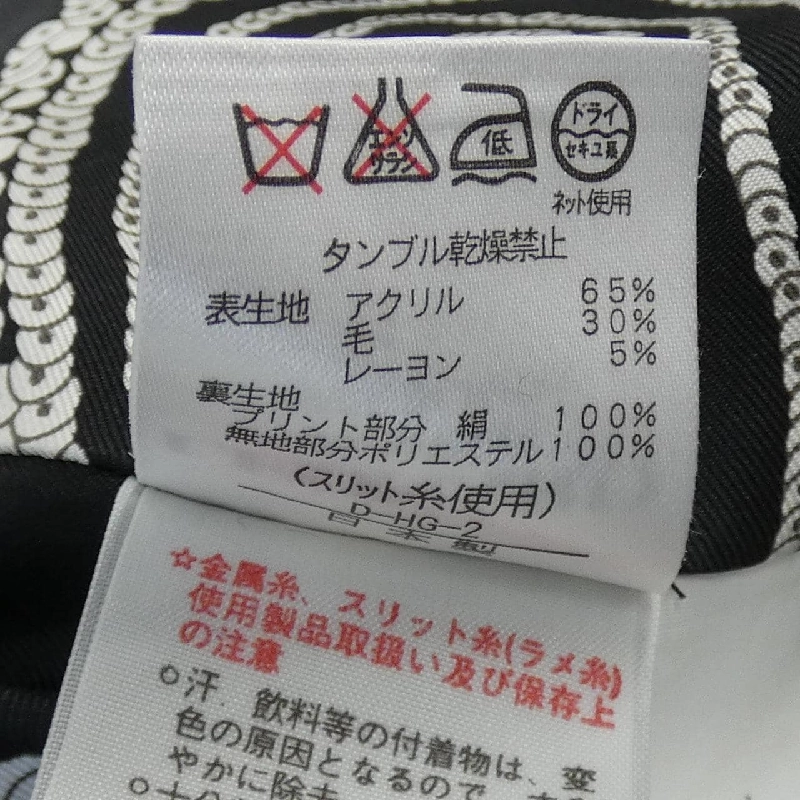 エンソ
サラシ
低
ドライ
セキユ系
ネット使用
タンブル乾燥禁止
表生地 アクリル 65%
毛 30%
レーヨン 5%
裏生地
プリント部分 絹 100%
無地部分ポリエステル100%
(スリット糸使用)
D-HG-2
日本製
☆金属糸、スリット糸(ラメ糸)
使用製品取扱い及び保存上
の注意
○汗、飲料等の付着物は、変
色の原因となるので、
やかに除去
○十分